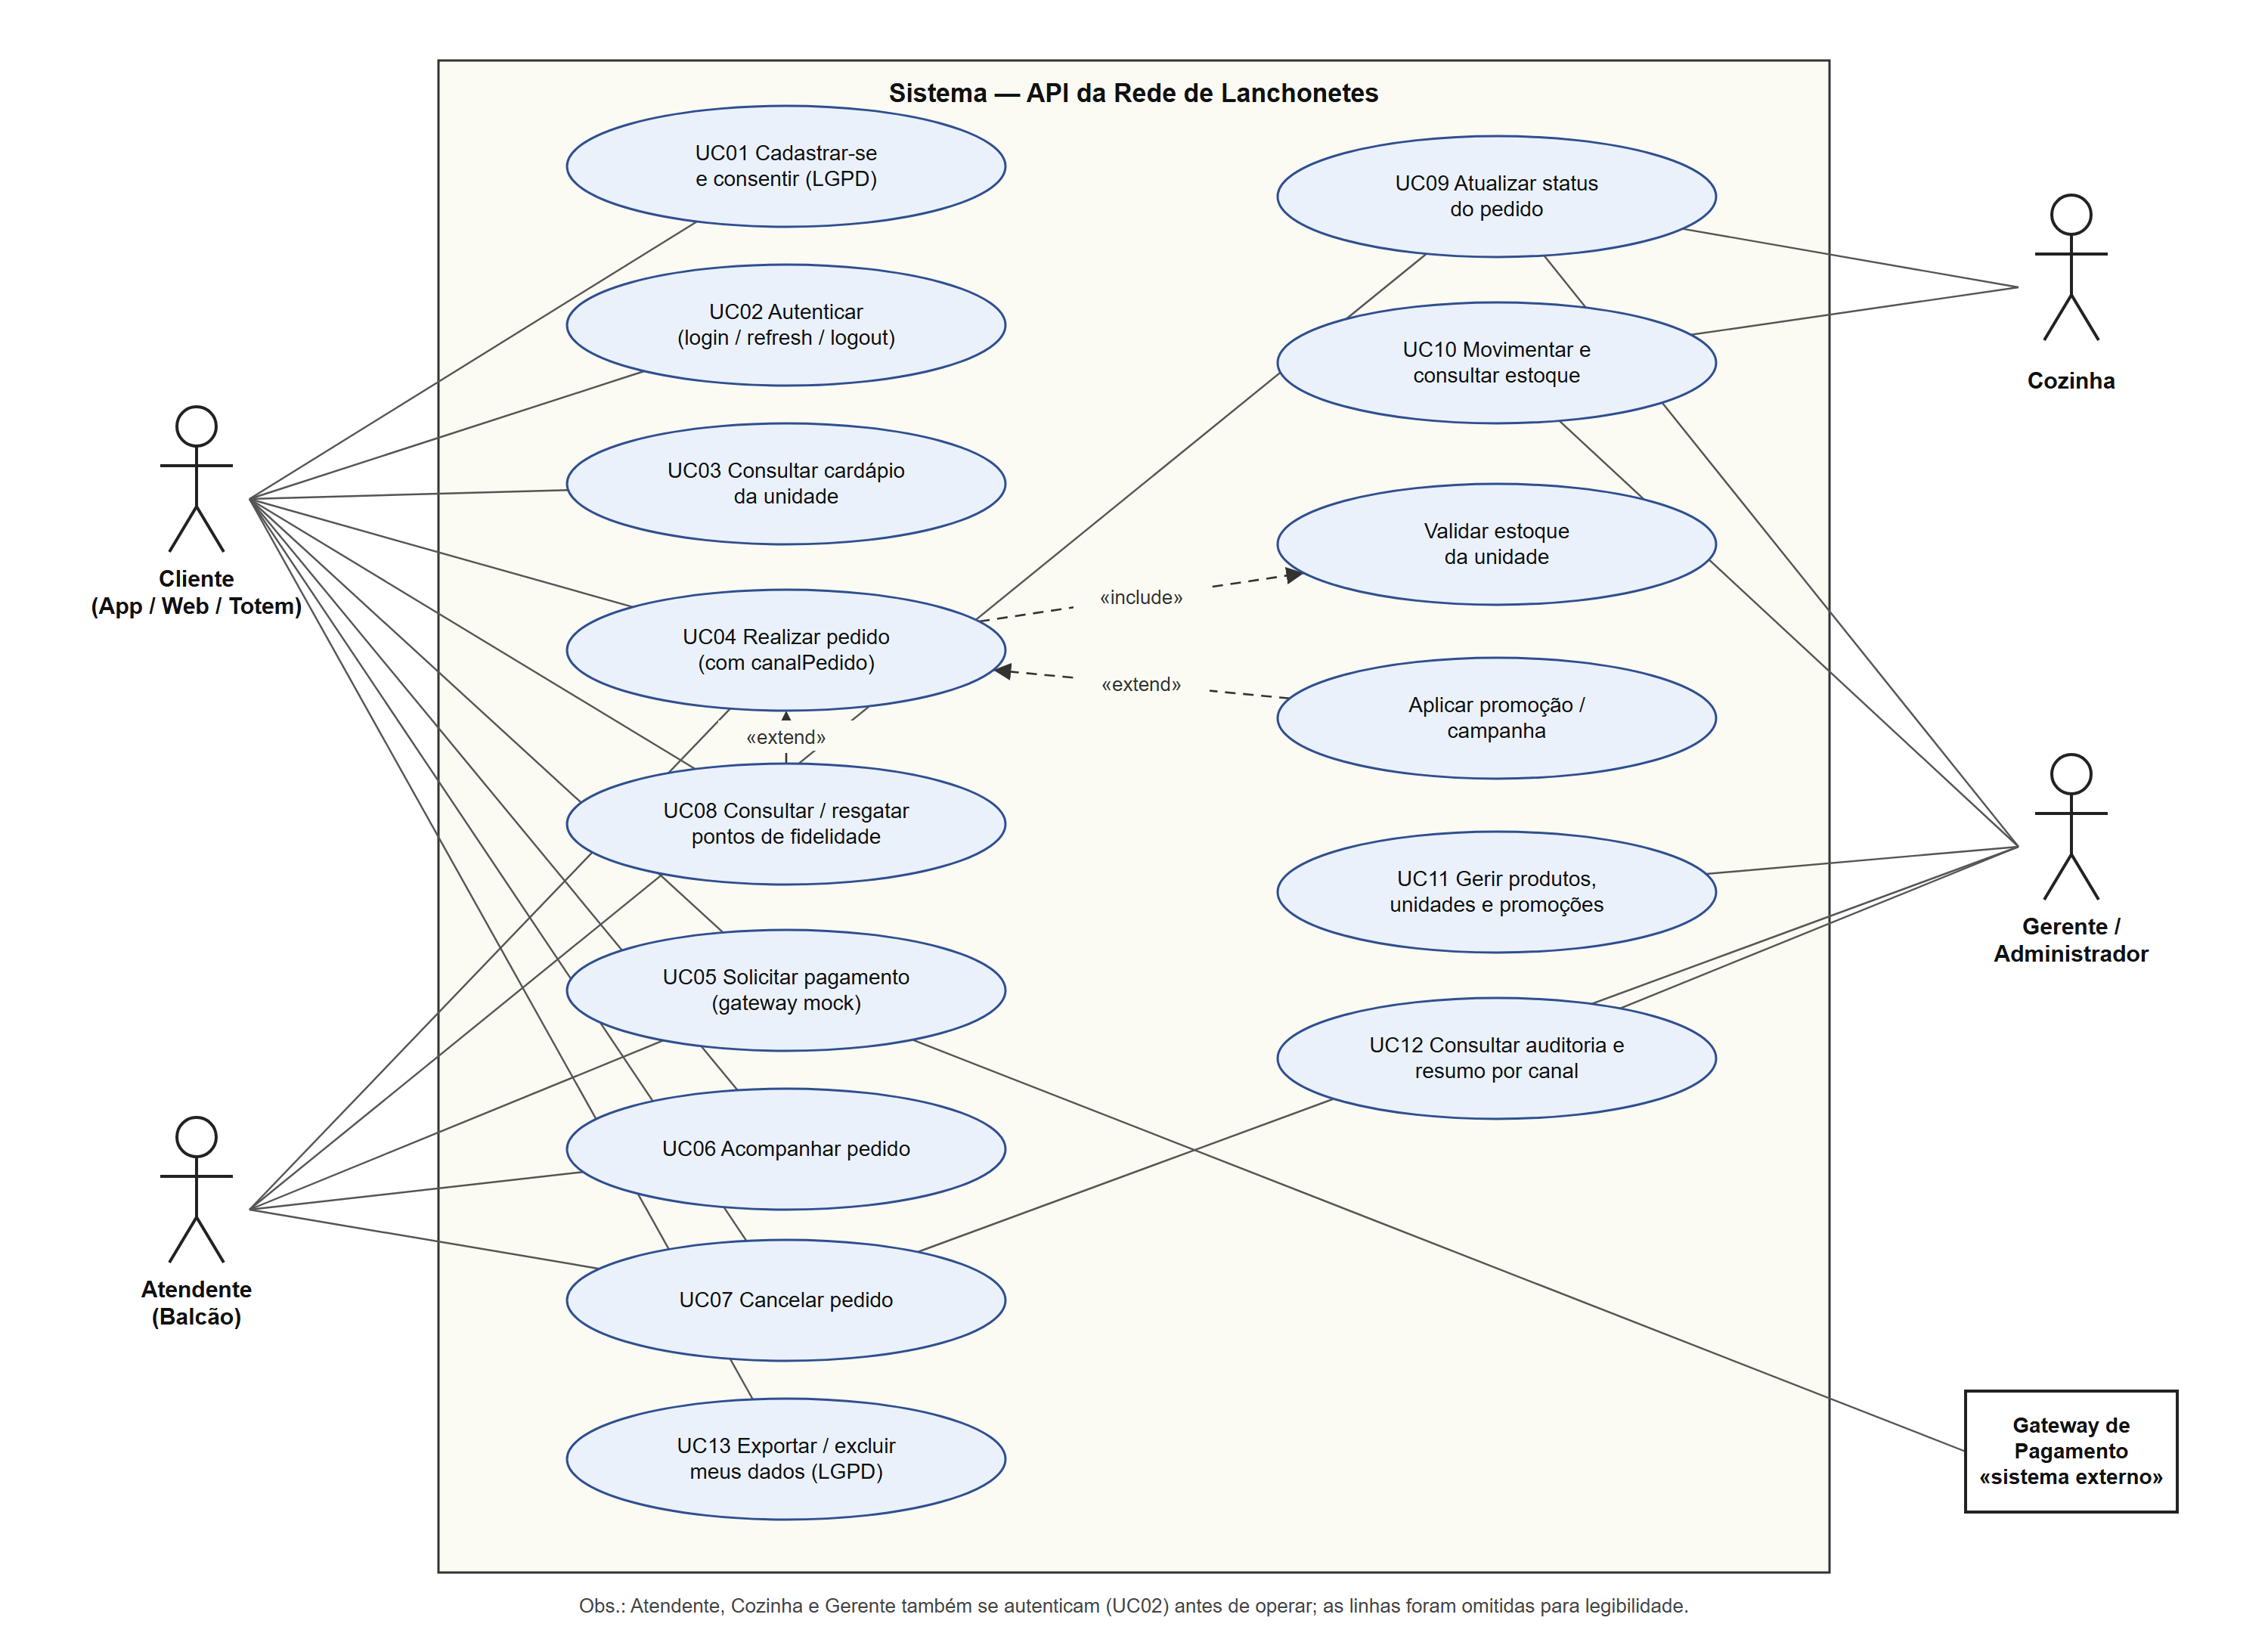 Sistema — API da Rede de Lanchonetes
UC01 Cadastrar-se
e consentir (LGPD)
UC02 Autenticar
(login / refresh / logout)
UC03 Consultar cardápio
da unidade
UC04 Realizar pedido
(com canalPedido)
«extend»
UC08 Consultar / resgatar
pontos de fidelidade
UC05 Solicitar pagamento
(gateway mock)
UC06 Acompanhar pedido
UC07 Cancelar pedido
UC13 Exportar / excluir
meus dados (LGPD)
«include»
«extend»
UC09 Atualizar status
do pedido
UC10 Movimentar e
consultar estoque
Validar estoque
da unidade
Aplicar promoção /
campanha
UC11 Gerir produtos,
unidades e promoções
UC12 Consultar auditoria e
resumo por canal
Cliente
(App / Web / Totem)
Atendente
(Balcão)
Cozinha
Gerente /
Administrador
Gateway de
Pagamento
«sistema externo»
Obs.: Atendente, Cozinha e Gerente também se autenticam (UC02) antes de operar; as linhas foram omitidas para legibilidade.